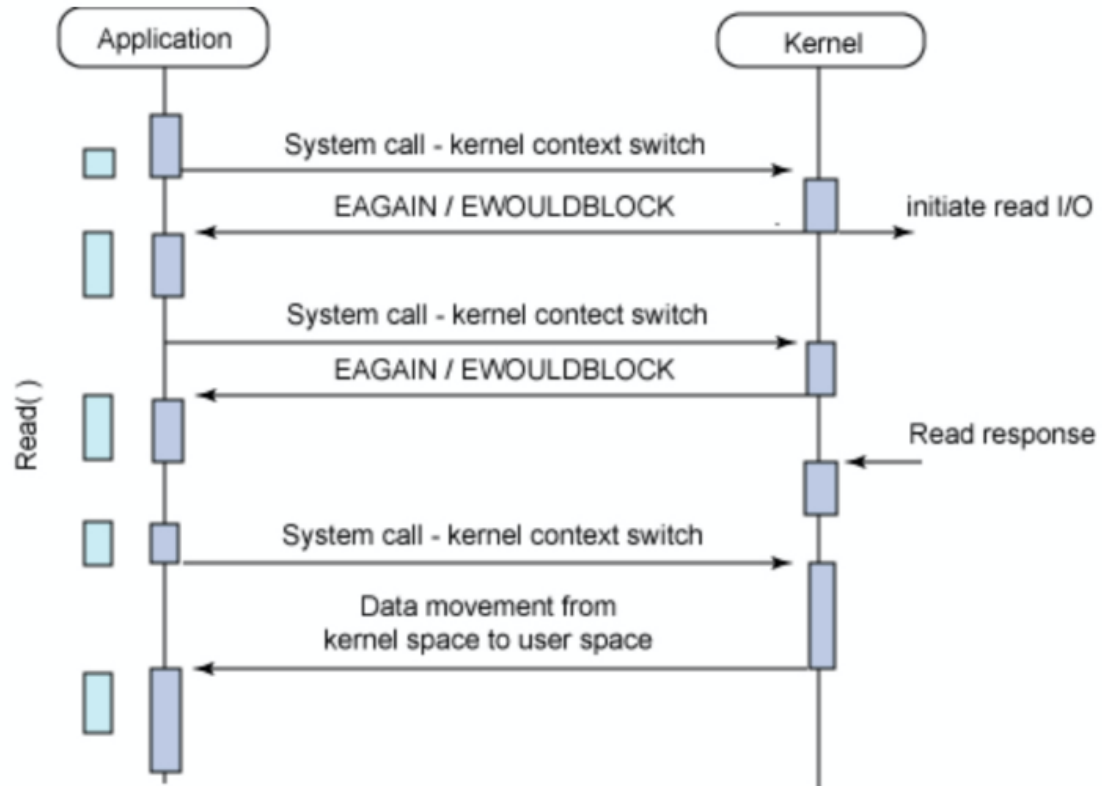 Application
Kernel
System call - kernel context switch
EAGAIN / EWOULDBLOCK
initiate read I/O
System call - kernel contect switch
EAGAIN / EWOULDBLOCK
Read( )
Read response
System call - kernel context switch
Data movement from
kernel space to user space